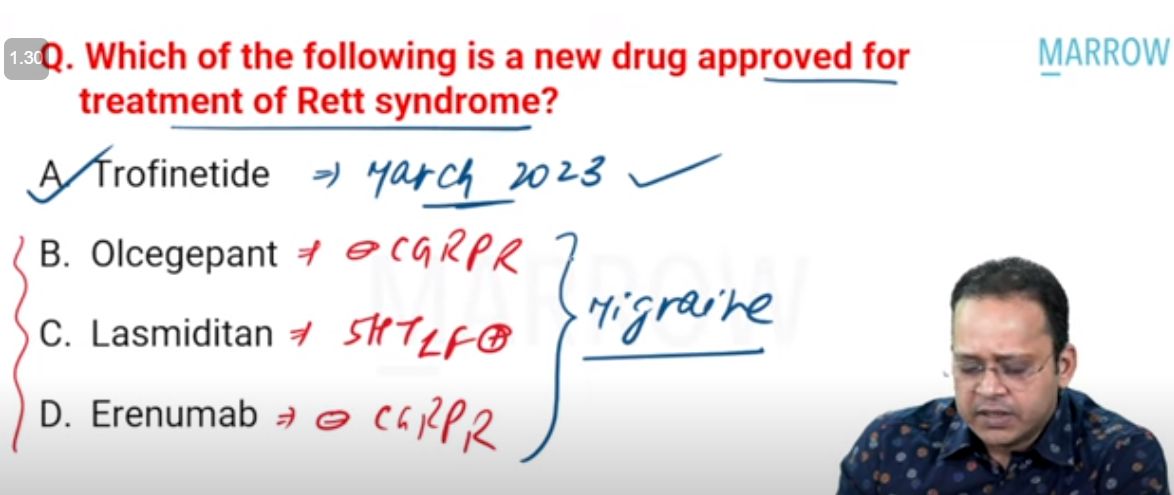 1.30
Q. Which of the following is a new drug approved for
MARROW
treatment of Rett syndrome?
A. Trofinetide ⇒ March 2023 ✓
B. Olcegepant ⇒ ⊖ CGRPR
Migraine
C. Lasmiditan ⇒ 5HT1F ⊕
D. Erenumab ⇒ ⊖ CGRPR
MARROW